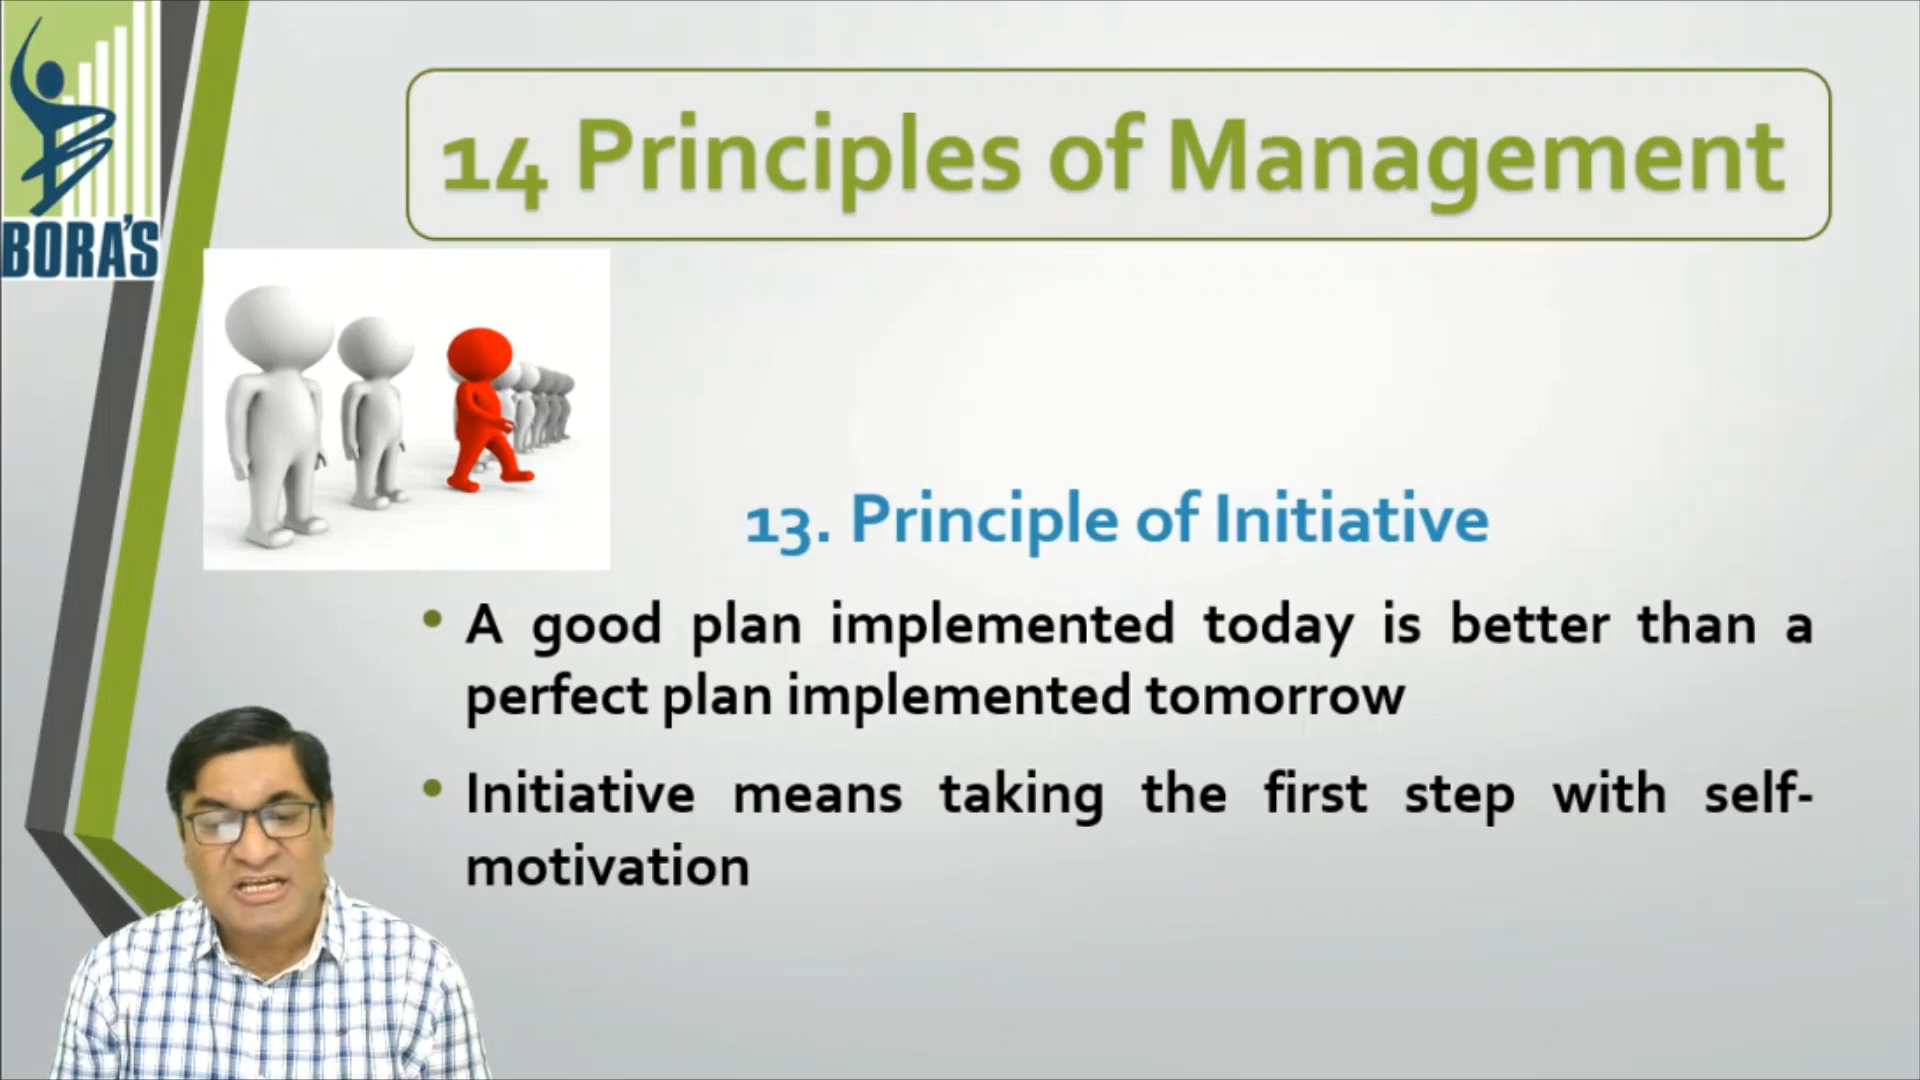 BORA'S
14 Principles of Management
13. Principle of Initiative
• A good plan implemented today is better than a
perfect plan implemented tomorrow
• Initiative means taking the first step with self-
motivation